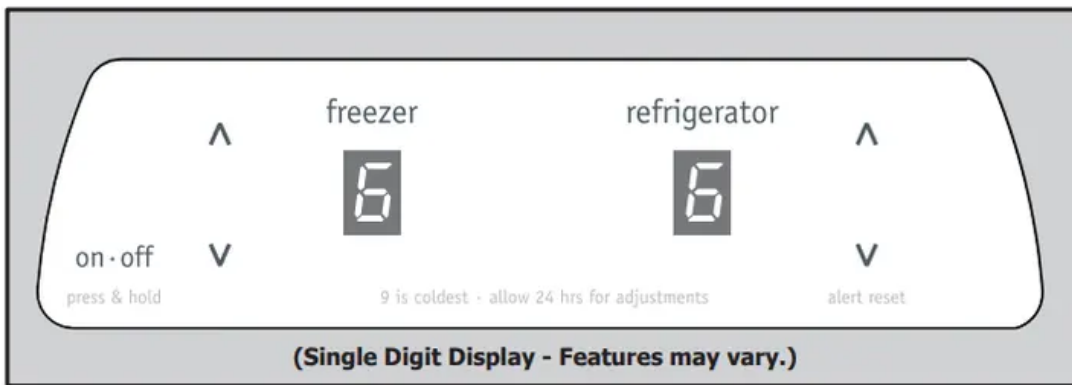 freezer refrigerator
∧ ∧
6 6
on·off ∨ ∨
press & hold 9 is coldest · allow 24 hrs for adjustments alert reset
(Single Digit Display - Features may vary.)